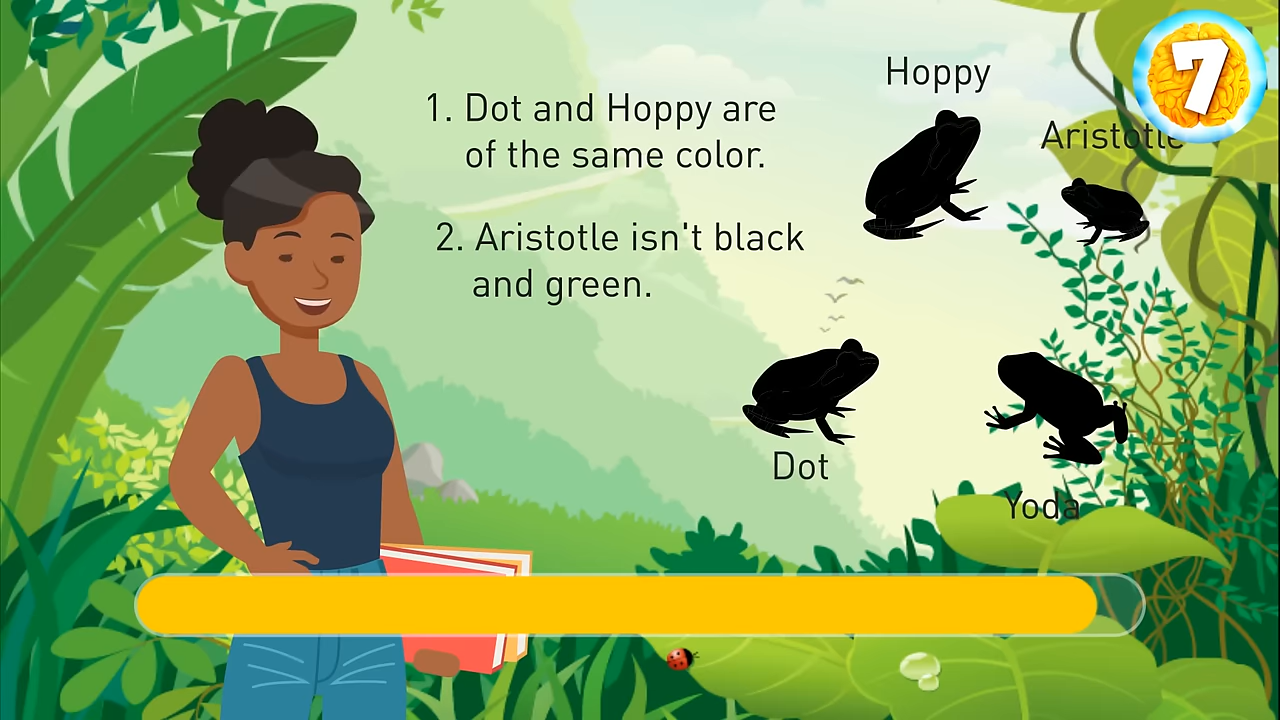 Hoppy
7
1. Dot and Hoppy are
of the same color.
Aristotle
2. Aristotle isn't black
and green.
Dot
Yoda